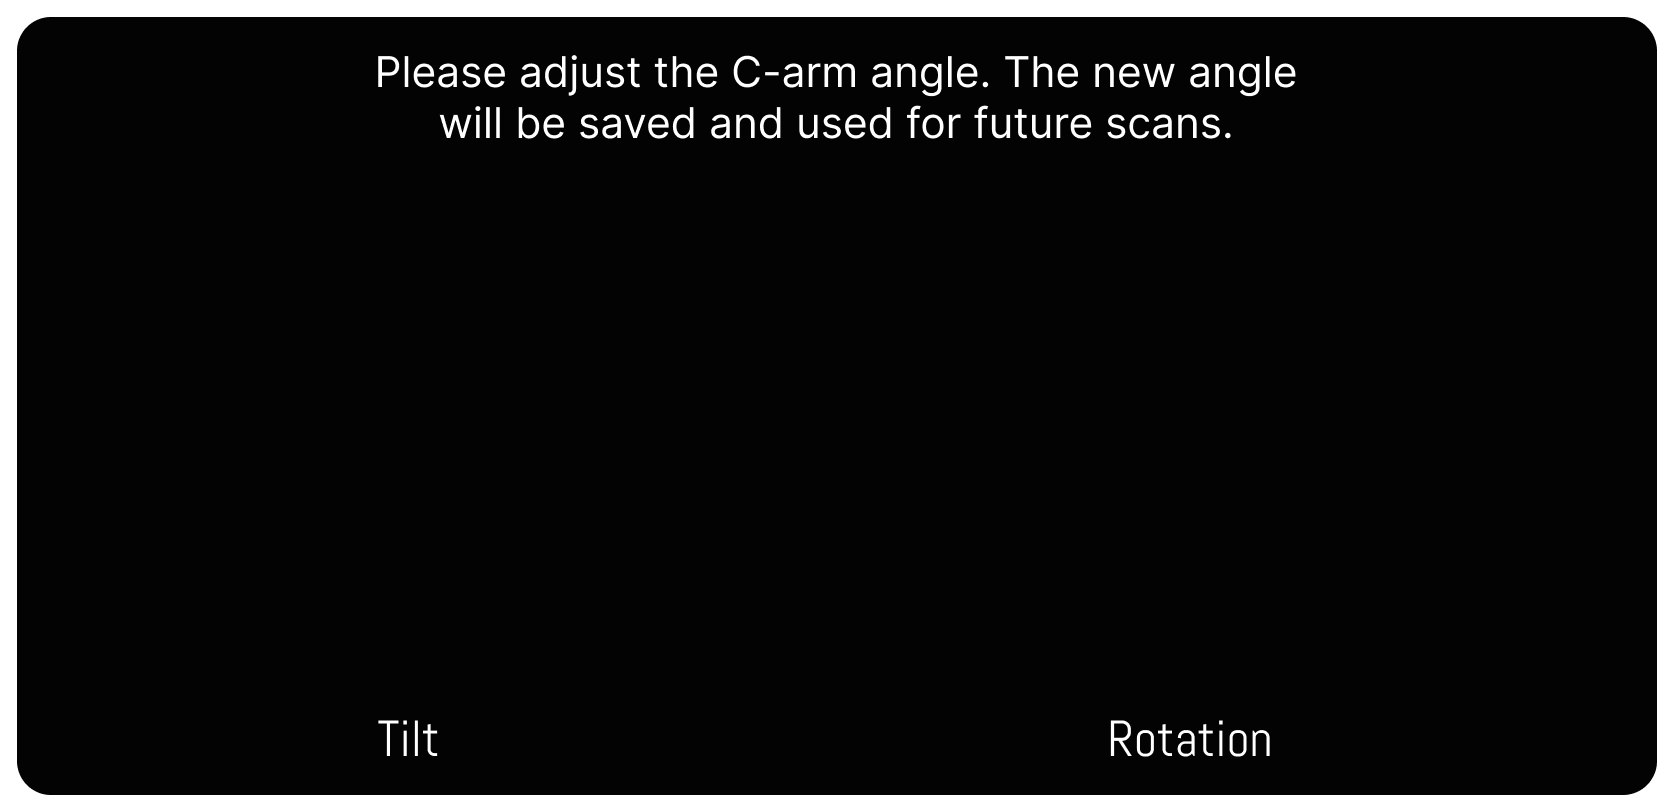 Please adjust the C-arm angle. The new angle
will be saved and used for future scans.
Tilt
Rotation